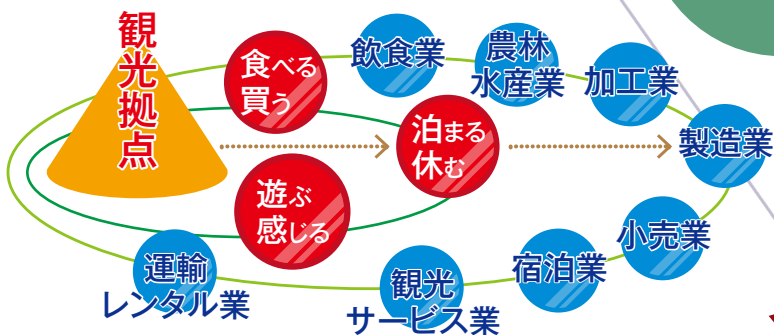 観光拠点
食べる
買う
飲食業
農林
水産業
加工業
製造業
泊まる
休む
遊ぶ
感じる
小売業
宿泊業
観光
サービス業
運輸
レンタル業